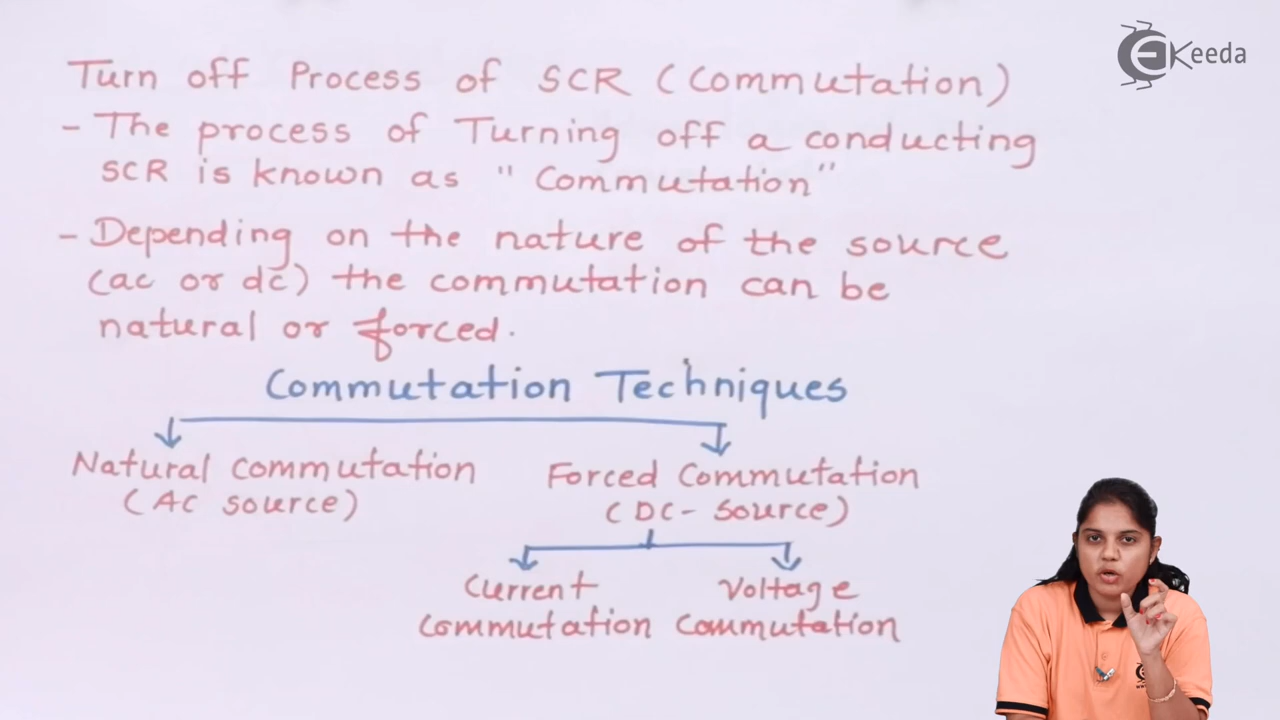 Turn off Process of SCR (Commutation)
- The process of Turning off a conducting
SCR is known as "Commutation"
- Depending on the nature of the source
(ac or dc) the commutation can be
natural or forced.
Commutation Techniques
Natural Commutation
(AC source)
Forced Commutation
(DC- Source)
Current
Commutation
Voltage
Commutation
EKeeda